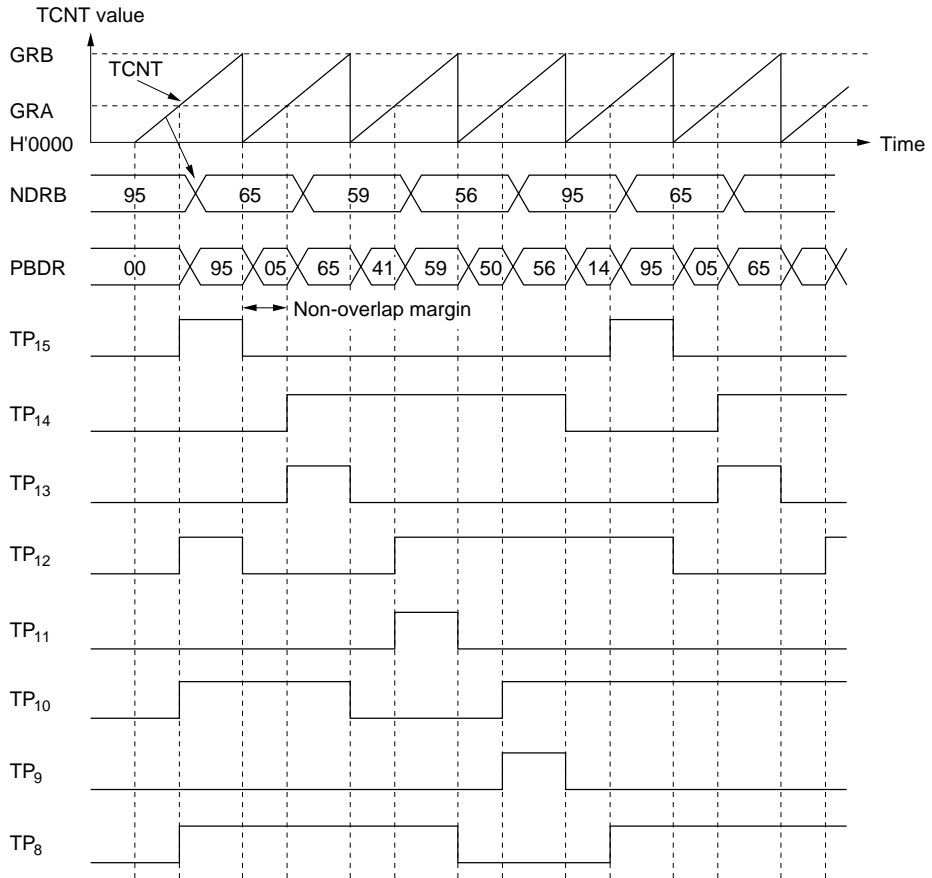 TCNT value
GRB
TCNT
GRA
H'0000
Time
NDRB 95 65 59 56 95 65
PBDR 00 95 05 65 41 59 50 56 14 95 05 65
Non-overlap margin
TP15
TP14
TP13
TP12
TP11
TP10
TP9
TP8